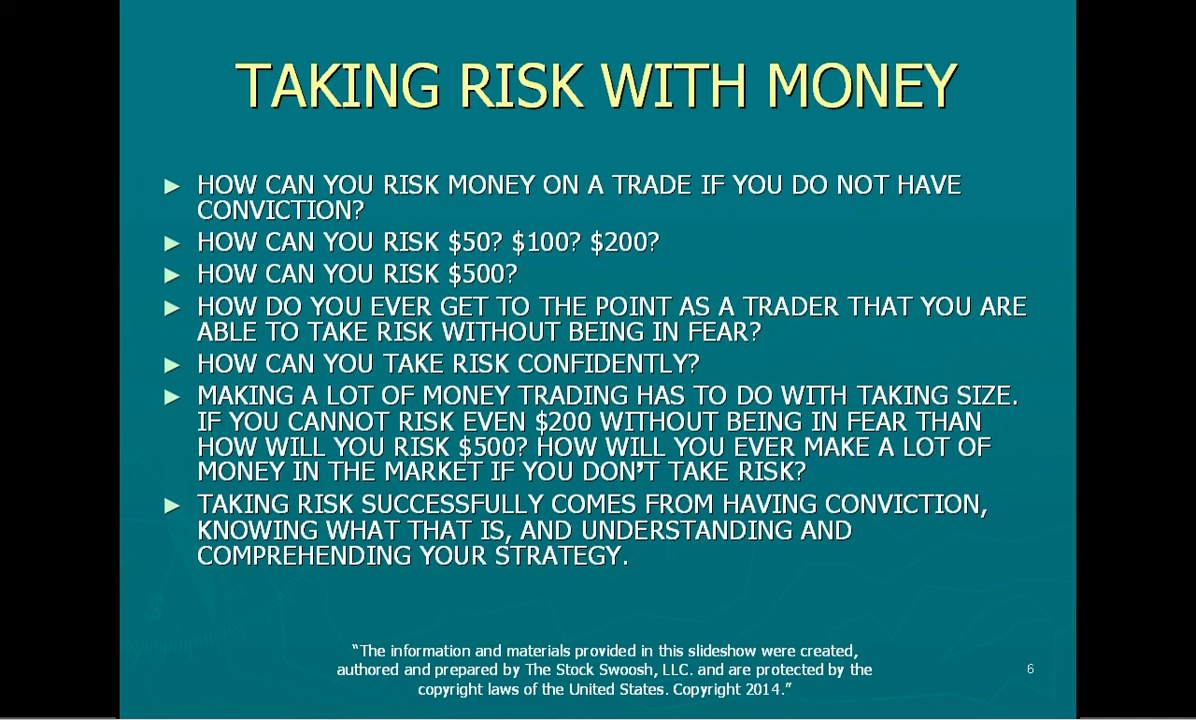 TAKING RISK WITH MONEY
► HOW CAN YOU RISK MONEY ON A TRADE IF YOU DO NOT HAVE
CONVICTION?
► HOW CAN YOU RISK $50? $100? $200?
► HOW CAN YOU RISK $500?
► HOW DO YOU EVER GET TO THE POINT AS A TRADER THAT YOU ARE
ABLE TO TAKE RISK WITHOUT BEING IN FEAR?
► HOW CAN YOU TAKE RISK CONFIDENTLY?
► MAKING A LOT OF MONEY TRADING HAS TO DO WITH TAKING SIZE.
IF YOU CANNOT RISK EVEN $200 WITHOUT BEING IN FEAR THAN
HOW WILL YOU RISK $500? HOW WILL YOU EVER MAKE A LOT OF
MONEY IN THE MARKET IF YOU DON'T TAKE RISK?
► TAKING RISK SUCCESSFULLY COMES FROM HAVING CONVICTION,
KNOWING WHAT THAT IS, AND UNDERSTANDING AND
COMPREHENDING YOUR STRATEGY.
“The information and materials provided in this slideshow were created,
authored and prepared by The Stock Swoosh, LLC. and are protected by the
copyright laws of the United States. Copyright 2014.”
6